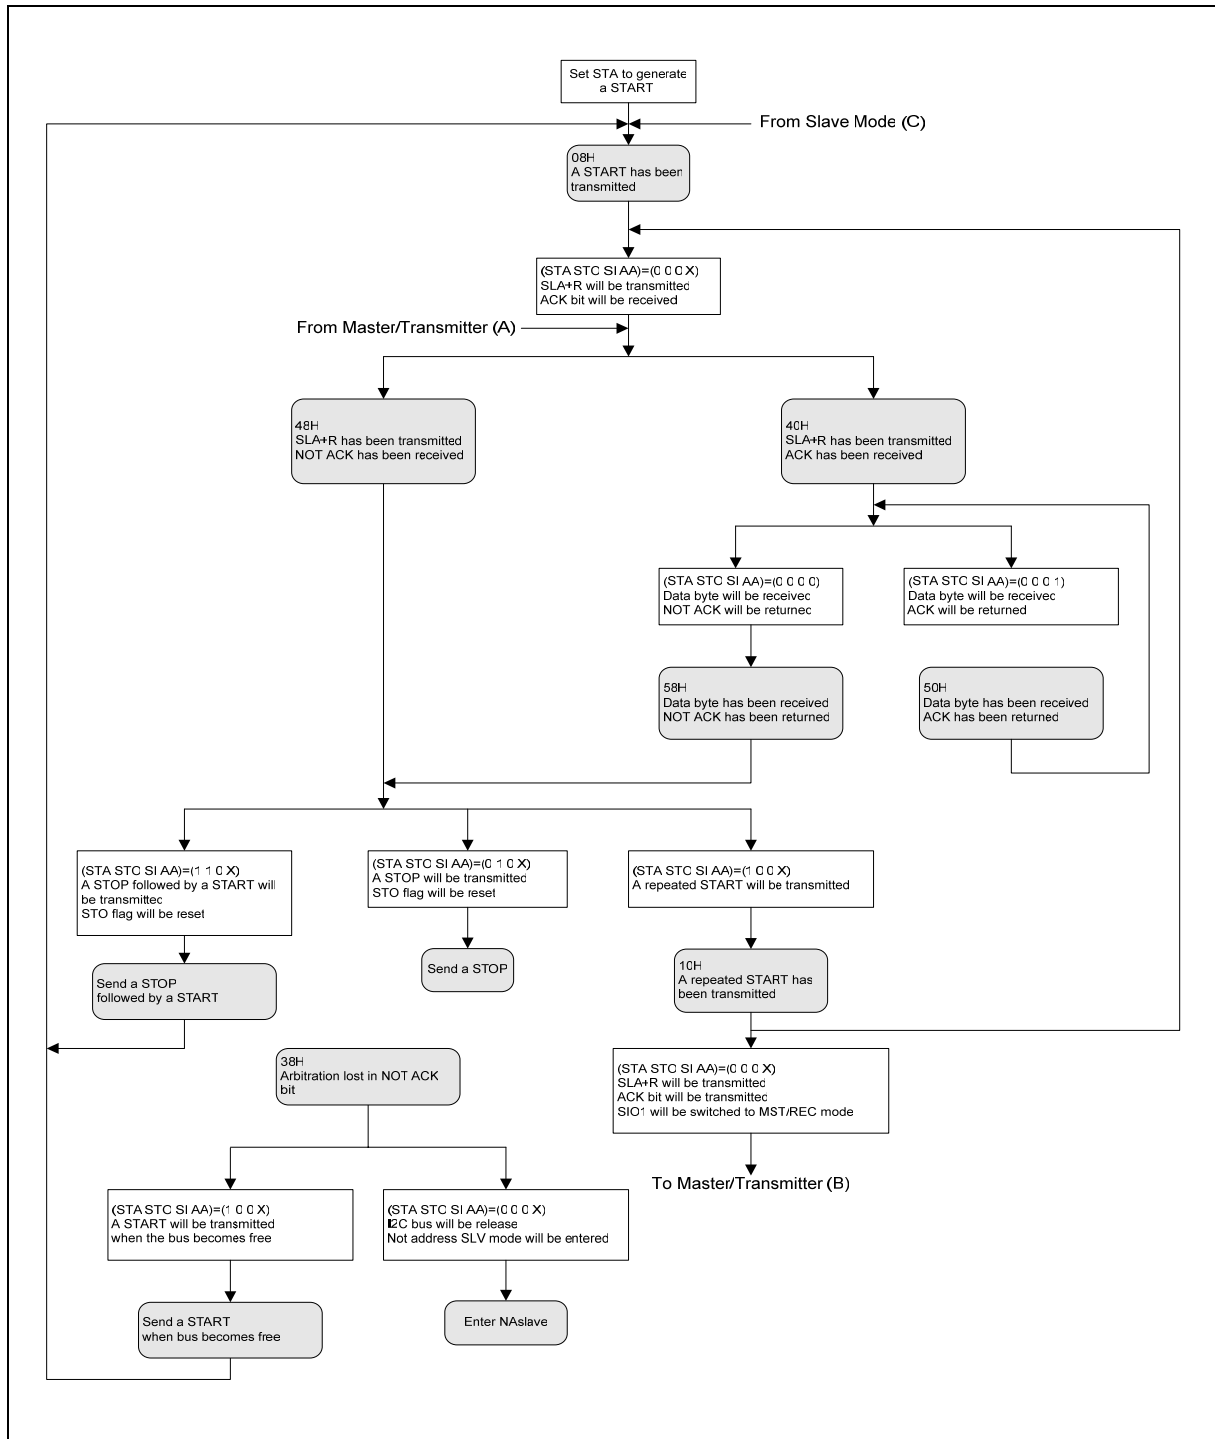 Set STA to generate
a START
From Slave Mode (C)
08H
A START has been
transmitted
(STA STO SI AA)=(0 0 0 X)
SLA+R will be transmitted
ACK bit will be received
From Master/Transmitter (A)
48H
SLA+R has been transmitted
NOT ACK has been received
40H
SLA+R has been transmitted
ACK has been received
(STA STO SI AA)=(0 0 0 0)
Data byte will be received
NOT ACK will be returned
(STA STO SI AA)=(0 0 0 1)
Data byte will be received
ACK will be returned
58H
Data byte has been received
NOT ACK has been returned
50H
Data byte has been received
ACK has been returned
(STA STO SI AA)=(1 1 0 X)
A STOP followed by a START will
be transmitted
STO flag will be reset
(STA STO SI AA)=(0 1 0 X)
A STOP will be transmitted
STO flag will be reset
(STA STO SI AA)=(1 0 0 X)
A repeated START will be transmitted
Send a STOP
followed by a START
Send a STOP
10H
A repeated START has
been transmitted
38H
Arbitration lost in NOT ACK
bit
(STA STO SI AA)=(0 0 0 X)
SLA+R will be transmitted
ACK bit will be transmitted
SIO1 will be switched to MST/REC mode
To Master/Transmitter (B)
(STA STO SI AA)=(1 0 0 X)
A START will be transmitted
when the bus becomes free
(STA STO SI AA)=(0 0 0 X)
I2C bus will be release
Not address SLV mode will be entered
Send a START
when bus becomes free
Enter NAslave